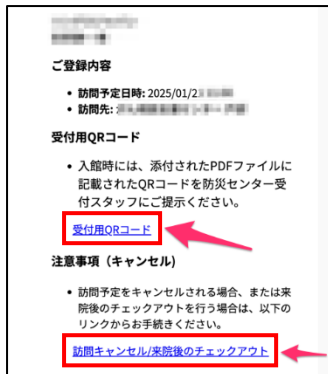 ご登録内容
• 訪問予定日時: 2025/01/2
• 訪問先:
受付用QRコード
• 入館時には、添付されたPDFファイルに
記載されたQRコードを防災センター受
付スタッフにご提示ください。
受付用QRコード
注意事項（キャンセル)
• 訪問予定をキャンセルされる場合、または来
院後のチェックアウトを行う場合は、以下の
リンクからお手続きください。
訪問キャンセル/来院後のチェックアウト